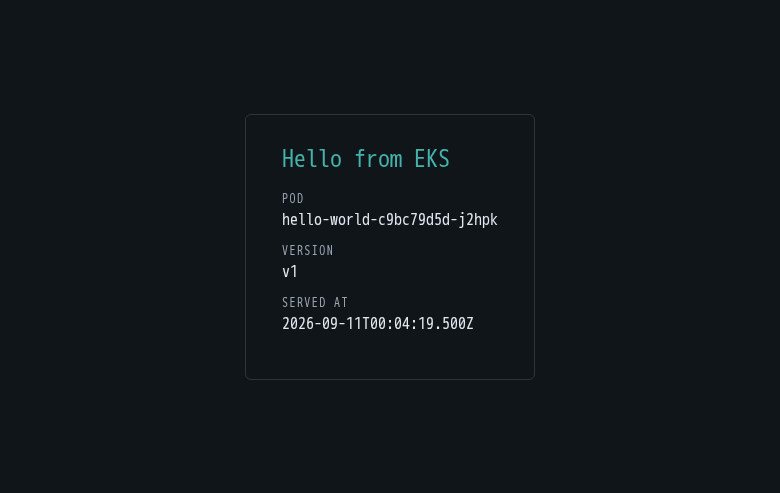 Hello from EKS
POD
hello-world-c9bc79d5d-j2hpk
VERSION
v1
SERVED AT
2026-09-11T00:04:19.500Z